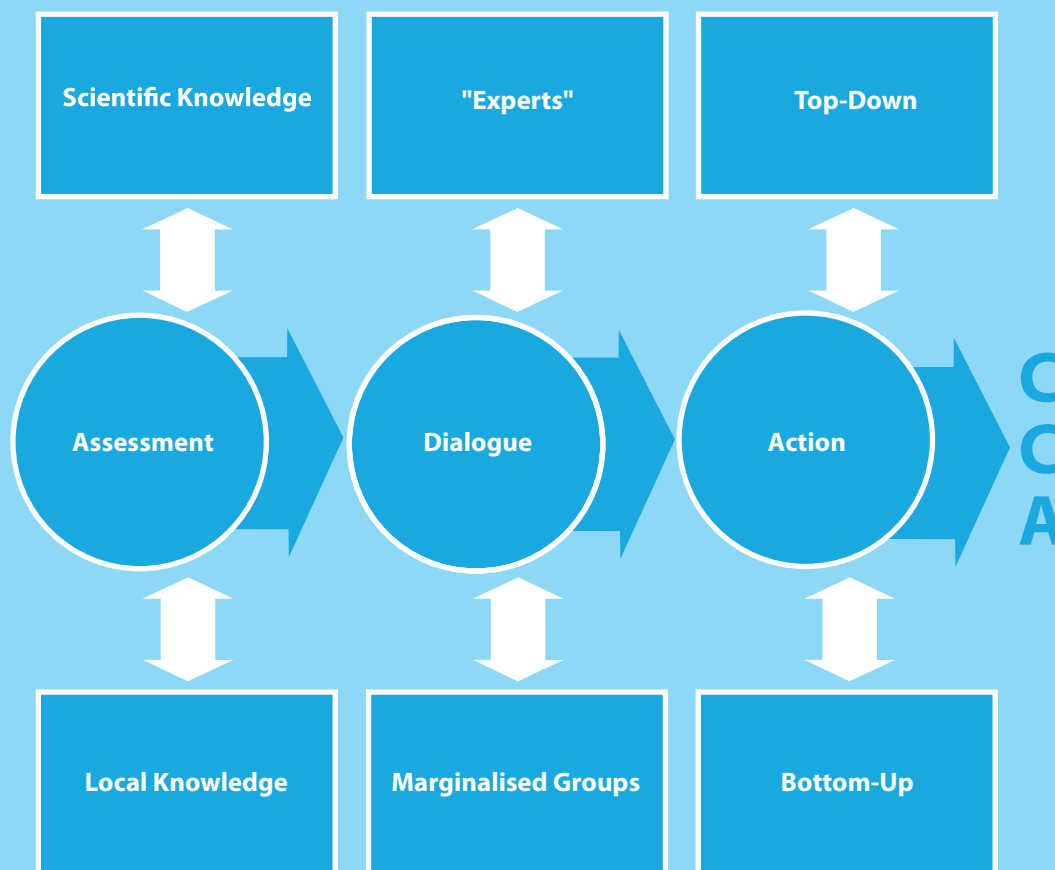 Scientific Knowledge
"Experts"
Top-Down
Assessment
Dialogue
Action
Local Knowledge
Marginalised Groups
Bottom-Up